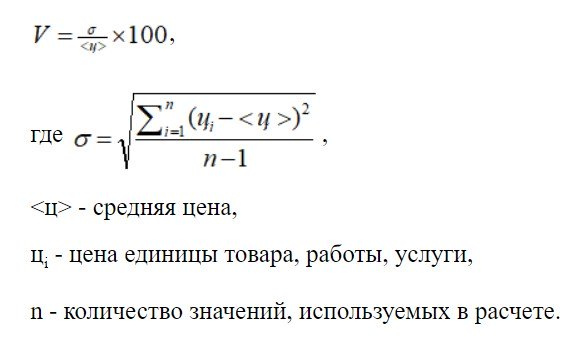 V = σ / <ц> × 100,
где σ = √(∑ⁿᵢ₌₁ (цᵢ − <ц>)² / (n−1)) ,
<ц> - средняя цена,
цᵢ - цена единицы товара, работы, услуги,
n - количество значений, используемых в расчете.